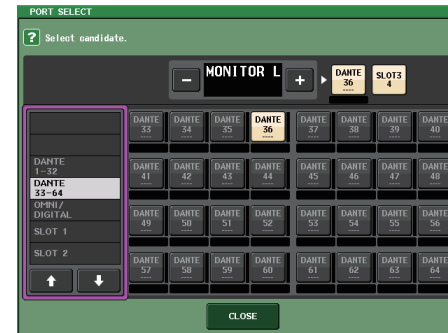 PORT SELECT
? Select candidate.
− MONITOR L +
DANTE 36 ----
SLOT3 4 ----
DANTE 33 ----
DANTE 34 ----
DANTE 35 ----
DANTE 36 ----
DANTE 37 ----
DANTE 38 ----
DANTE 39 ----
DANTE 40 ----
DANTE 41 ----
DANTE 42 ----
DANTE 43 ----
DANTE 44 ----
DANTE 45 ----
DANTE 46 ----
DANTE 47 ----
DANTE 48 ----
DANTE 49 ----
DANTE 50 ----
DANTE 51 ----
DANTE 52 ----
DANTE 53 ----
DANTE 54 ----
DANTE 55 ----
DANTE 56 ----
DANTE 57 ----
DANTE 58 ----
DANTE 59 ----
DANTE 60 ----
DANTE 61 ----
DANTE 62 ----
DANTE 63 ----
DANTE 64 ----
DANTE
1-32
DANTE
33-64
OMNI/
DIGITAL
SLOT 1
SLOT 2
CLOSE